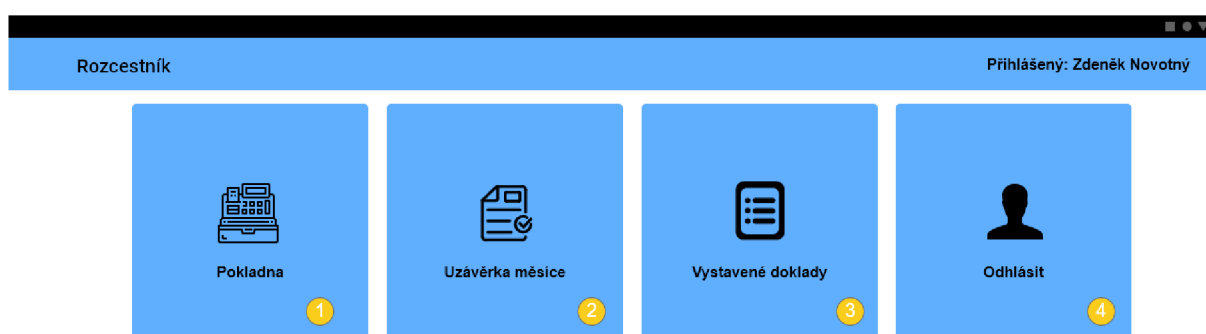 Rozcestník
Přihlášený: Zdeněk Novotný
Pokladna
Uzávěrka měsíce
Vystavené doklady
Odhlásit
1
2
3
4